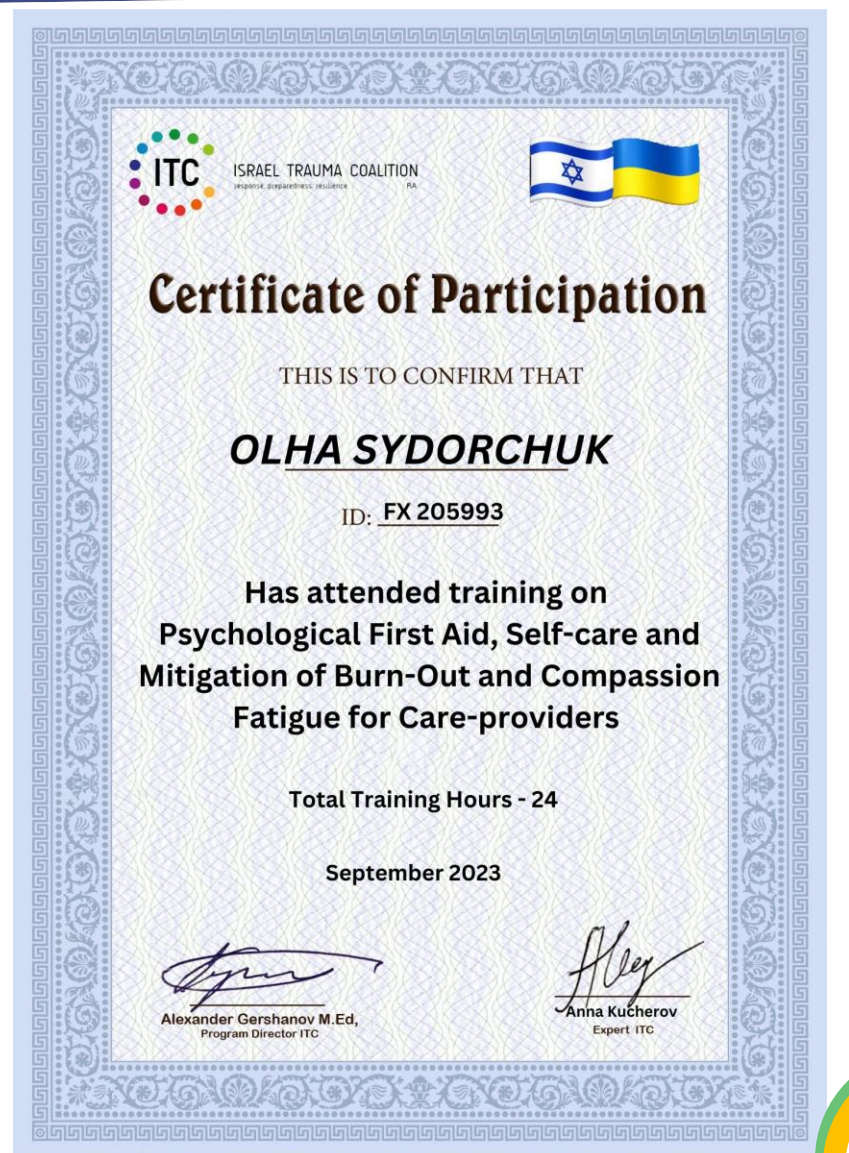 ITC
ISRAEL TRAUMA COALITION
response. preparedness. resilience RA
Certificate of Participation
THIS IS TO CONFIRM THAT
OLHA SYDORCHUK
ID: FX 205993
Has attended training on
Psychological First Aid, Self-care and
Mitigation of Burn-Out and Compassion
Fatigue for Care-providers
Total Training Hours - 24
September 2023
Alexander Gershanov M.Ed,
Program Director ITC
Anna Kucherov
Expert ITC